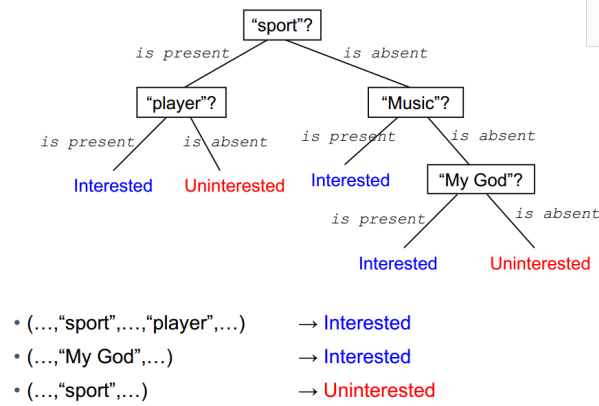 “sport”?
is present
is absent
“player”?
“Music”?
is present
is absent
is present
is absent
Interested
Uninterested
Interested
“My God”?
is present
is absent
Interested
Uninterested
• (…,“sport”,…,“player”,…) → Interested
• (…,“My God”,…) → Interested
• (…,“sport”,…) → Uninterested